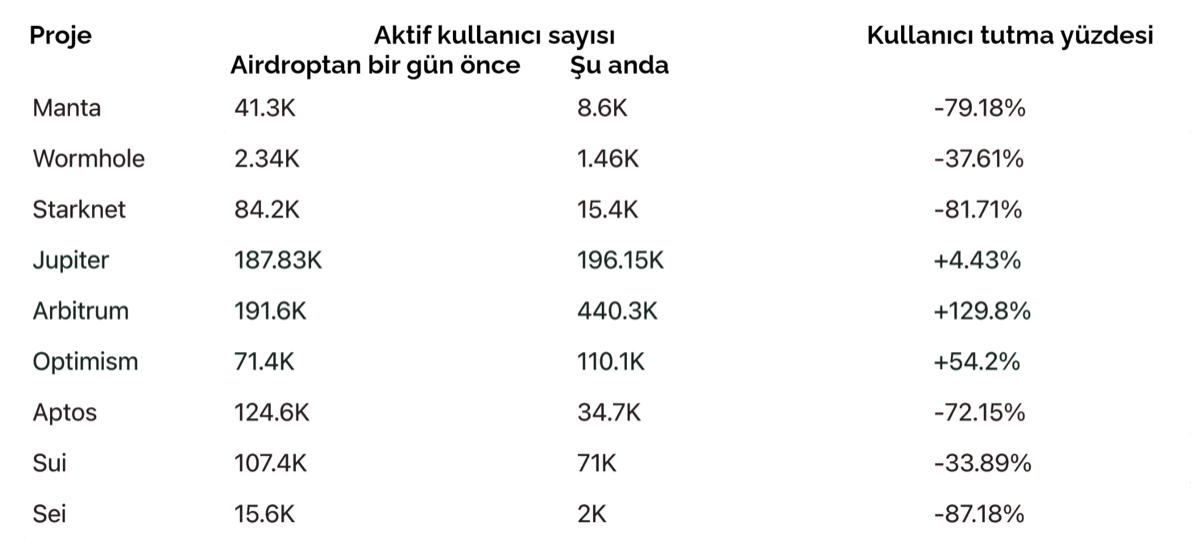 Proje Aktif kullanıcı sayısı Kullanıcı tutma yüzdesi
Airdroptan bir gün önce Şu anda
Manta 41.3K 8.6K -79.18%
Wormhole 2.34K 1.46K -37.61%
Starknet 84.2K 15.4K -81.71%
Jupiter 187.83K 196.15K +4.43%
Arbitrum 191.6K 440.3K +129.8%
Optimism 71.4K 110.1K +54.2%
Aptos 124.6K 34.7K -72.15%
Sui 107.4K 71K -33.89%
Sei 15.6K 2K -87.18%